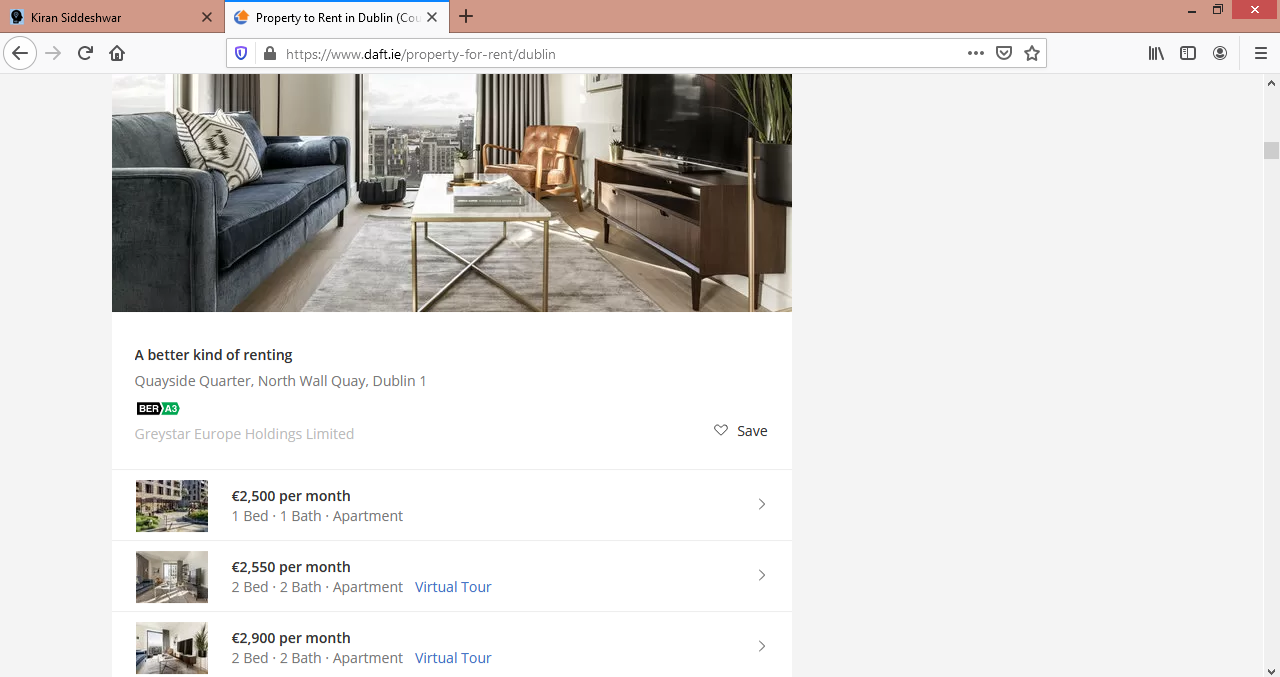 Kiran Siddeshwar
Property to Rent in Dublin (Cou
https://www.daft.ie/property-for-rent/dublin
A better kind of renting
Quayside Quarter, North Wall Quay, Dublin 1
BER A3
Greystar Europe Holdings Limited
Save
€2,500 per month
1 Bed · 1 Bath · Apartment
€2,550 per month
2 Bed · 2 Bath · Apartment Virtual Tour
€2,900 per month
2 Bed · 2 Bath · Apartment Virtual Tour